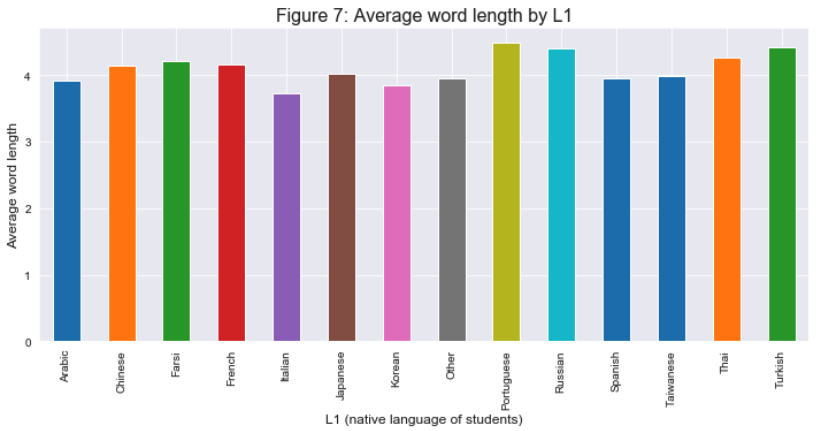 Figure 7: Average word length by L1
Average word length
4
3
2
1
0
Arabic
Chinese
Farsi
French
Italian
Japanese
Korean
Other
Portuguese
Russian
Spanish
Taiwanese
Thai
Turkish
L1 (native language of students)